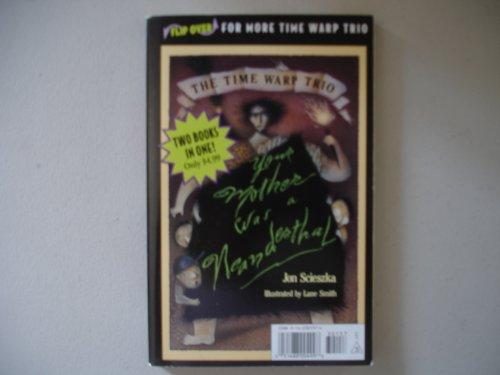 FLIP OVER FOR MORE TIME WARP TRIO
THE TIME WARP TRIO
TWO BOOKS
IN ONE!
Only $4.99
Your
Mother
Was a
Neanderthal
Jon Scieszka
Illustrated by Lane Smith